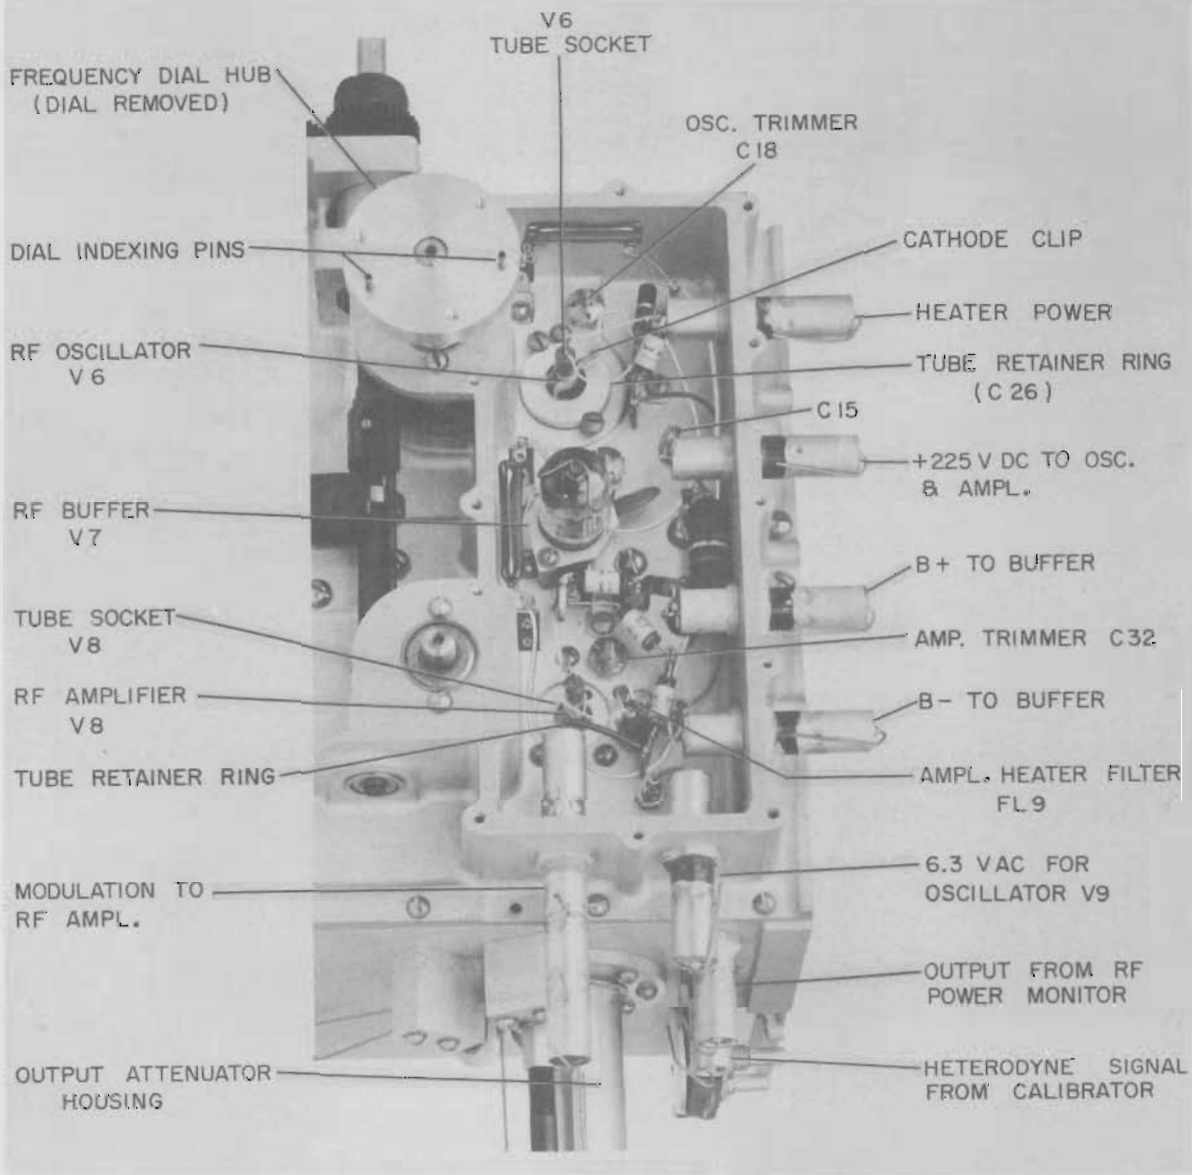 V6
TUBE SOCKET
FREQUENCY DIAL HUB
(DIAL REMOVED)
OSC. TRIMMER
C18
DIAL INDEXING PINS
CATHODE CLIP
HEATER POWER
RF OSCILLATOR
V6
TUBE RETAINER RING
(C26)
C15
+225 V DC TO OSC.
& AMPL.
RF BUFFER
V7
B+ TO BUFFER
TUBE SOCKET
V8
AMP. TRIMMER C32
RF AMPLIFIER
V8
B- TO BUFFER
TUBE RETAINER RING
AMPL. HEATER FILTER
FL9
MODULATION TO
RF AMPL.
6.3 VAC FOR
OSCILLATOR V9
OUTPUT FROM RF
POWER MONITOR
OUTPUT ATTENUATOR
HOUSING
HETERODYNE SIGNAL
FROM CALIBRATOR